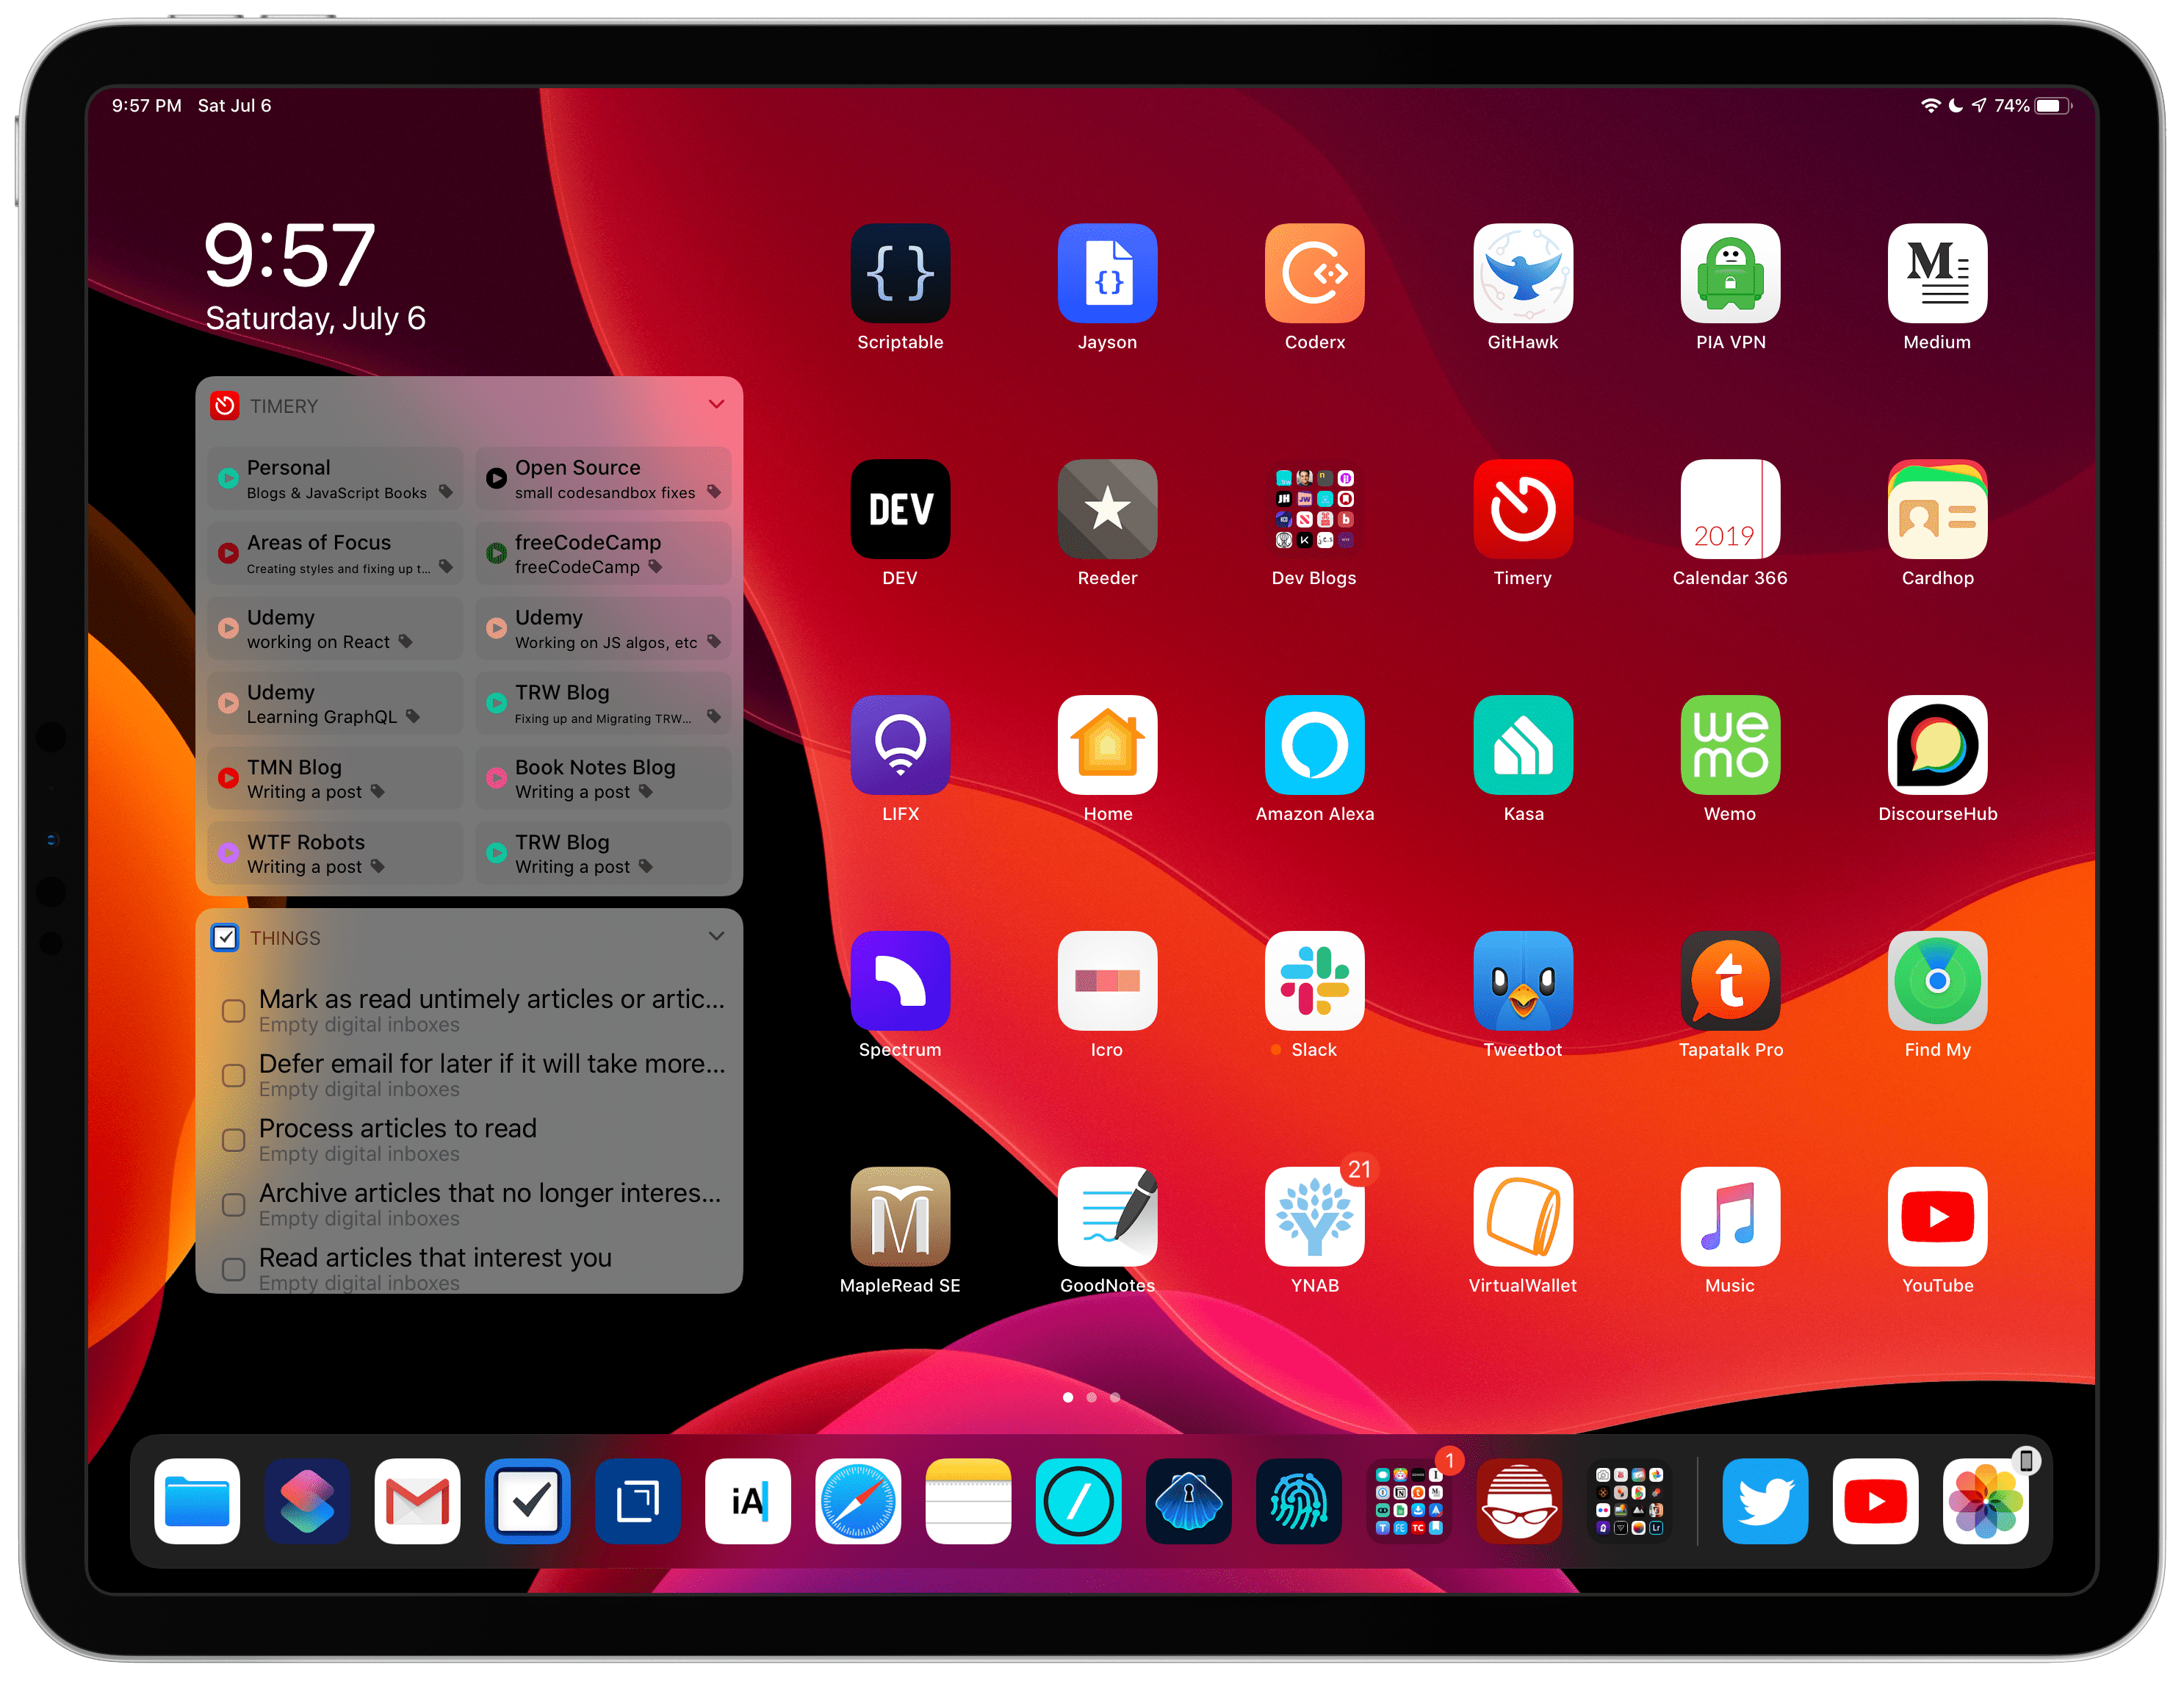 9:57 PM Sat Jul 6
74%
9:57
Saturday, July 6
TIMERY
Personal
Blogs & JavaScript Books
Open Source
small codesandbox fixes
Areas of Focus
Creating styles and fixing up t...
freeCodeCamp
freeCodeCamp
Udemy
working on React
Udemy
Working on JS algos, etc
Udemy
Learning GraphQL
TRW Blog
Fixing up and Migrating TRW...
TMN Blog
Writing a post
Book Notes Blog
Writing a post
WTF Robots
Writing a post
TRW Blog
Writing a post
THINGS
Mark as read untimely articles or artic...
Empty digital inboxes
Defer email for later if it will take more...
Empty digital inboxes
Process articles to read
Empty digital inboxes
Archive articles that no longer interes...
Empty digital inboxes
Read articles that interest you
Empty digital inboxes
Scriptable
Jayson
Coderx
GitHawk
PIA VPN
M
Medium
DEV
DEV
Reeder
Dev Blogs
Timery
2019
Calendar 366
Cardhop
LIFX
Home
Amazon Alexa
Kasa
we
mo
Wemo
DiscourseHub
Spectrum
Icro
Slack
Tweetbot
t
Tapatalk Pro
Find My
M
MapleRead SE
GoodNotes
21
Y
YNAB
VirtualWallet
Music
YouTube
iA
1